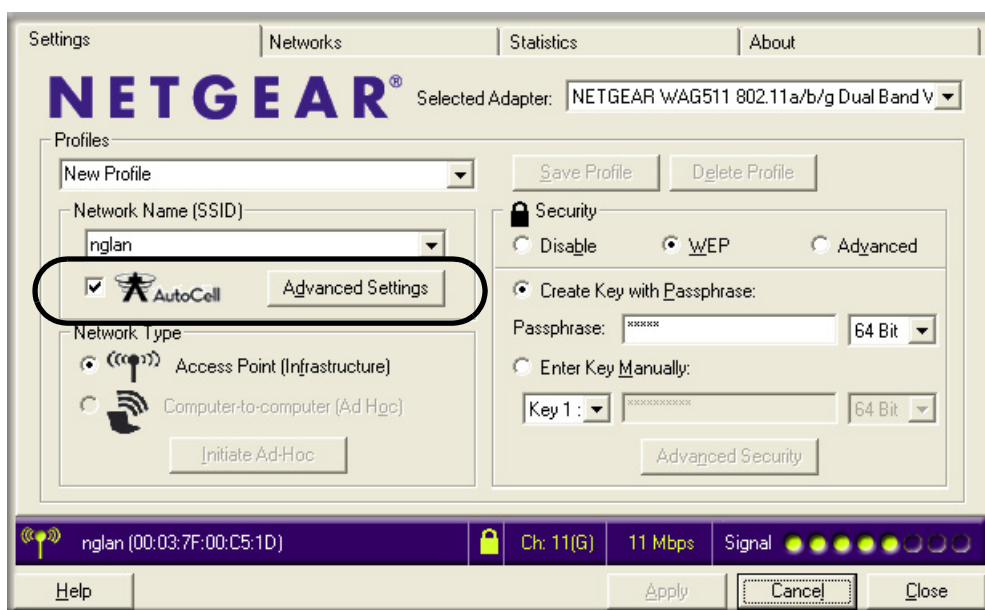 Settings
Networks
Statistics
About
NETGEAR®
Selected Adapter: NETGEAR WAG511 802.11a/b/g Dual Band V
Profiles
New Profile
Save Profile
Delete Profile
Network Name (SSID)
nglan
AutoCell
Advanced Settings
Network Type
Access Point (Infrastructure)
Computer-to-computer (Ad Hoc)
Initiate Ad-Hoc
Security
Disable
WEP
Advanced
Create Key with Passphrase:
Passphrase: ***** 64 Bit
Enter Key Manually:
Key 1 : ********** 64 Bit
Advanced Security
nglan (00:03:7F:00:C5:1D)
Ch: 11(G)
11 Mbps
Signal
Help
Apply
Cancel
Close